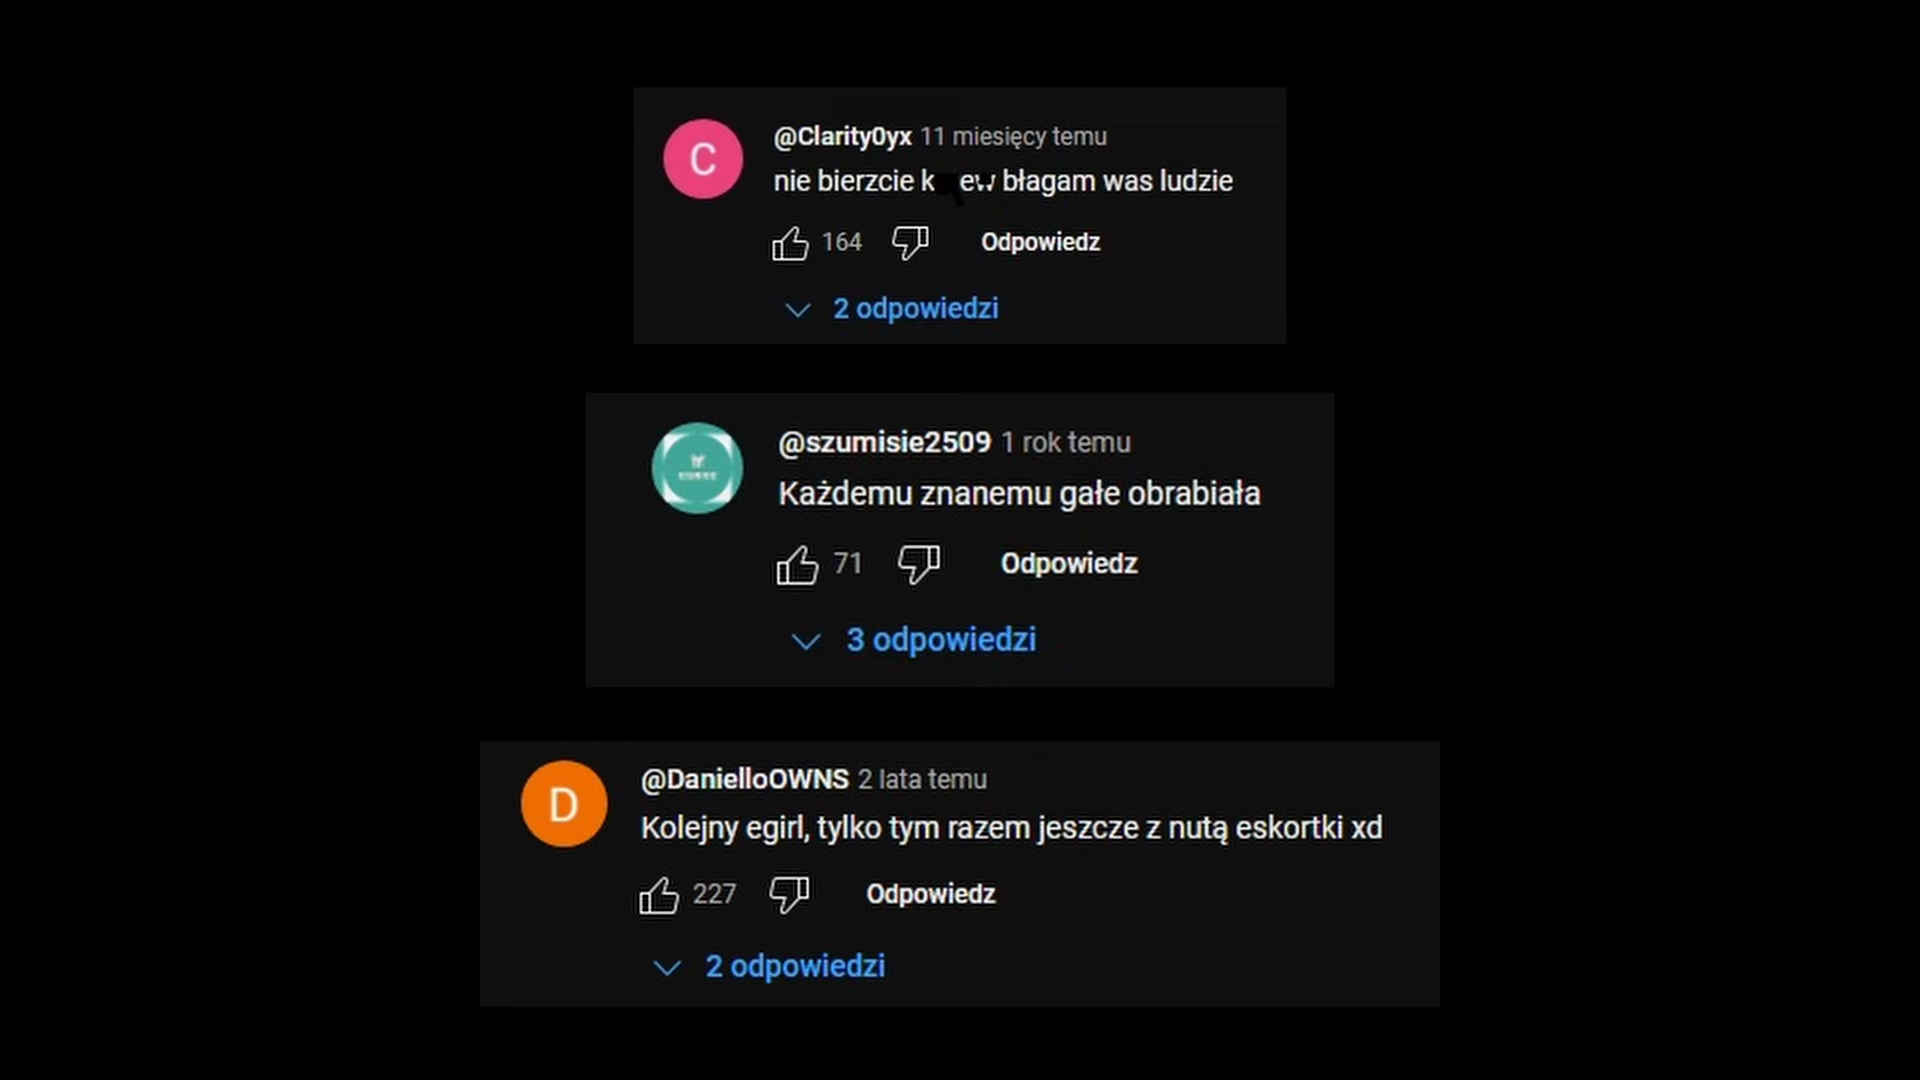 @Clarity0yx 11 miesięcy temu
nie bierzcie błagam was ludzie
164 Odpowiedz
2 odpowiedzi
@szumisie2509 1 rok temu
Każdemu znanemu gałe obrabiała
71 Odpowiedz
3 odpowiedzi
@DanielloOWNS 2 lata temu
Kolejny egirl, tylko tym razem jeszcze z nutą eskortki xd
227 Odpowiedz
2 odpowiedzi